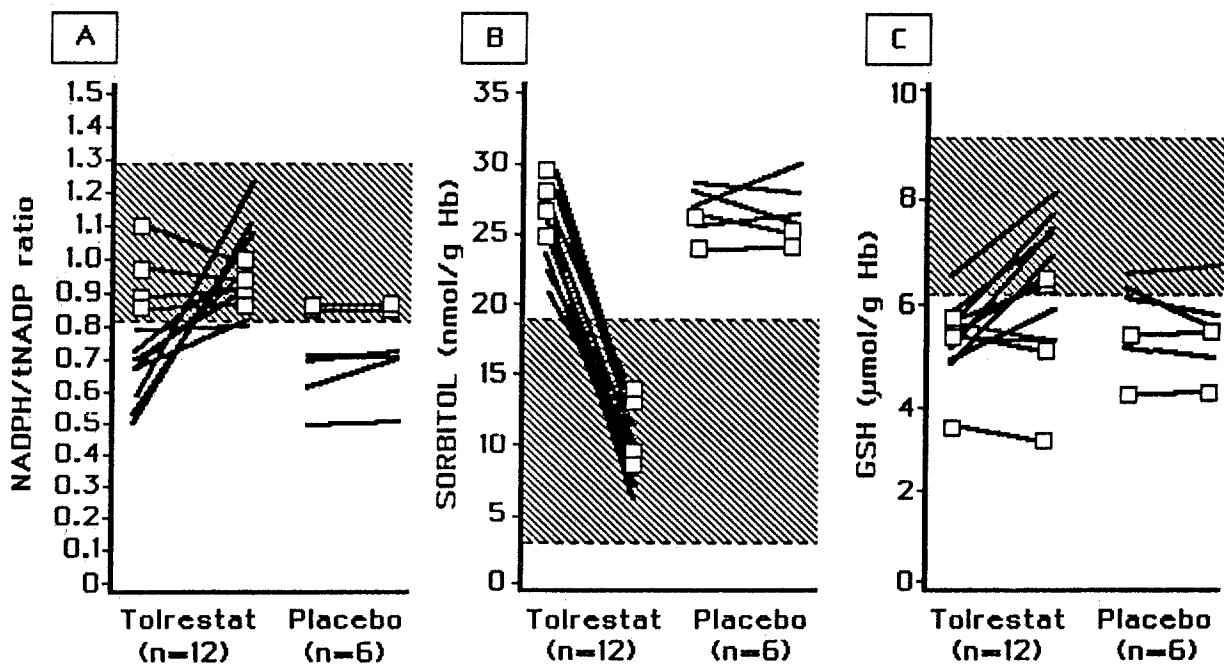 A
NADPH/tNADP ratio
1.5
1.4
1.3
1.2
1.1
1.0
0.9
0.8
0.7
0.6
0.5
0.4
0.3
0.2
0.1
0
Tolrestat Placebo
(n=12) (n=6)
B
SORBITOL (nmol/g Hb)
35
30
25
20
15
10
5
0
Tolrestat Placebo
(n=12) (n=6)
C
GSH (µmol/g Hb)
10
8
6
4
2
0
Tolrestat Placebo
(n=12) (n=6)